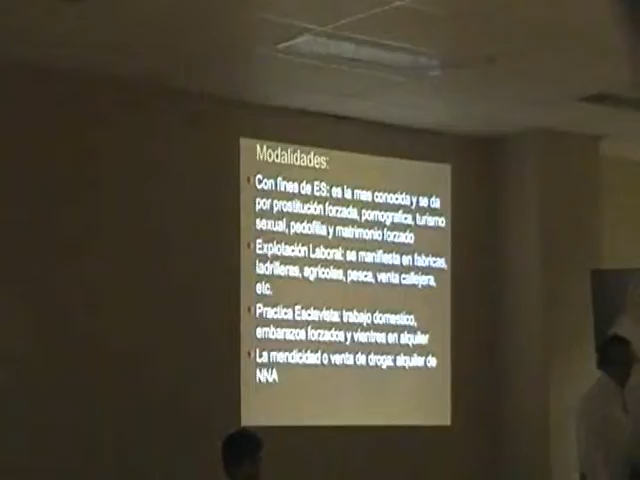 Modalidades:
Con fines de ES: es la mas conocida y se da
por prostitución forzada, pornografica, turismo
sexual, pedofilia y matrimonio forzado
Explotación Laboral: se manifiesta en fabricas,
ladrilleras, agrícolas, pesca, venta callejera,
etc.
Practica Esclavista: trabajo domestico,
embarazos forzados y vientres en alquiler
La mendicidad o venta de droga: alquiler de
NNA